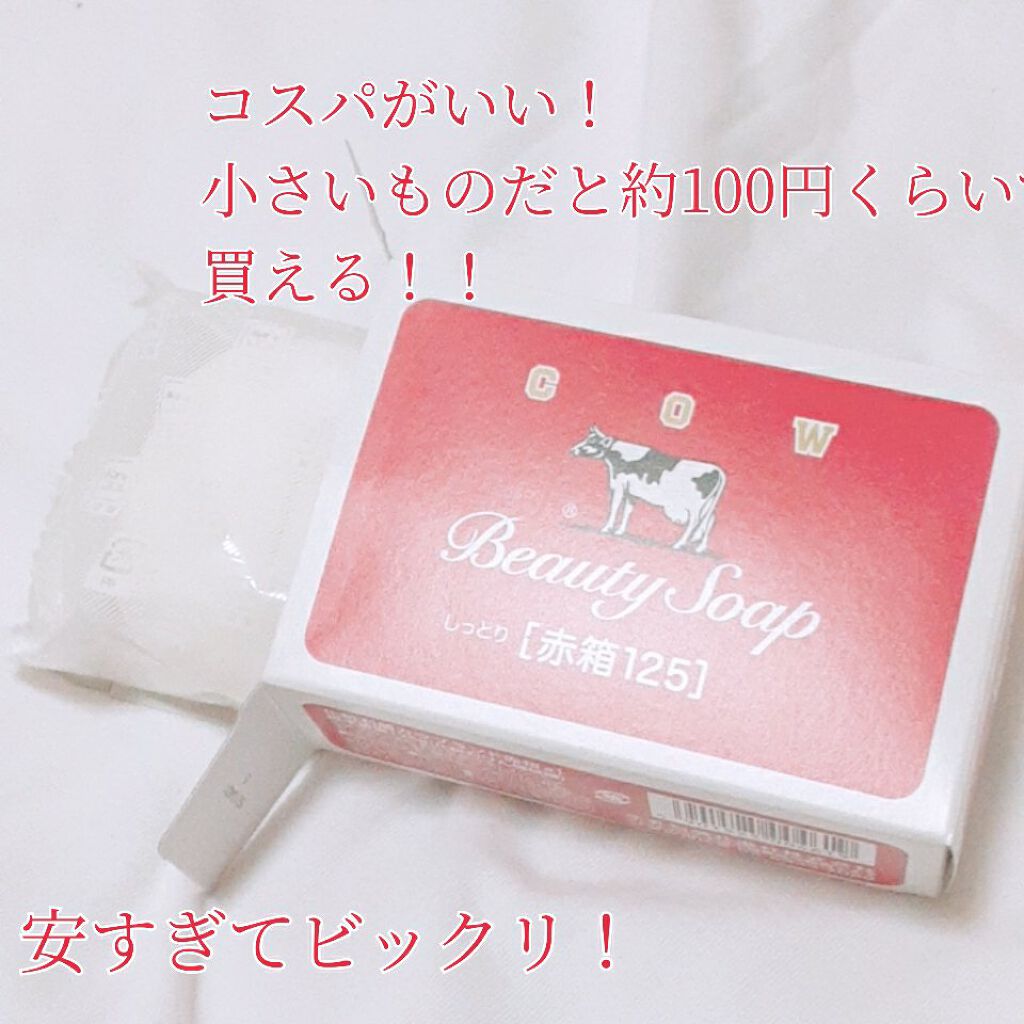 コスパがいい！
小さいものだと約100円くらい
買える！！
C O W
®
Beauty Soap
しっとり [赤箱125]
安すぎてビックリ！